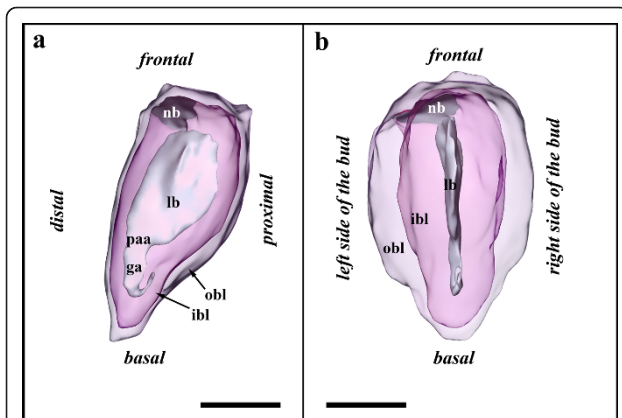 a
frontal
nb
lb
distal
proximal
paa
ga
obl
ibl
basal
b
frontal
nb
left side of the bud
lb
ibl
obl
right side of the bud
basal